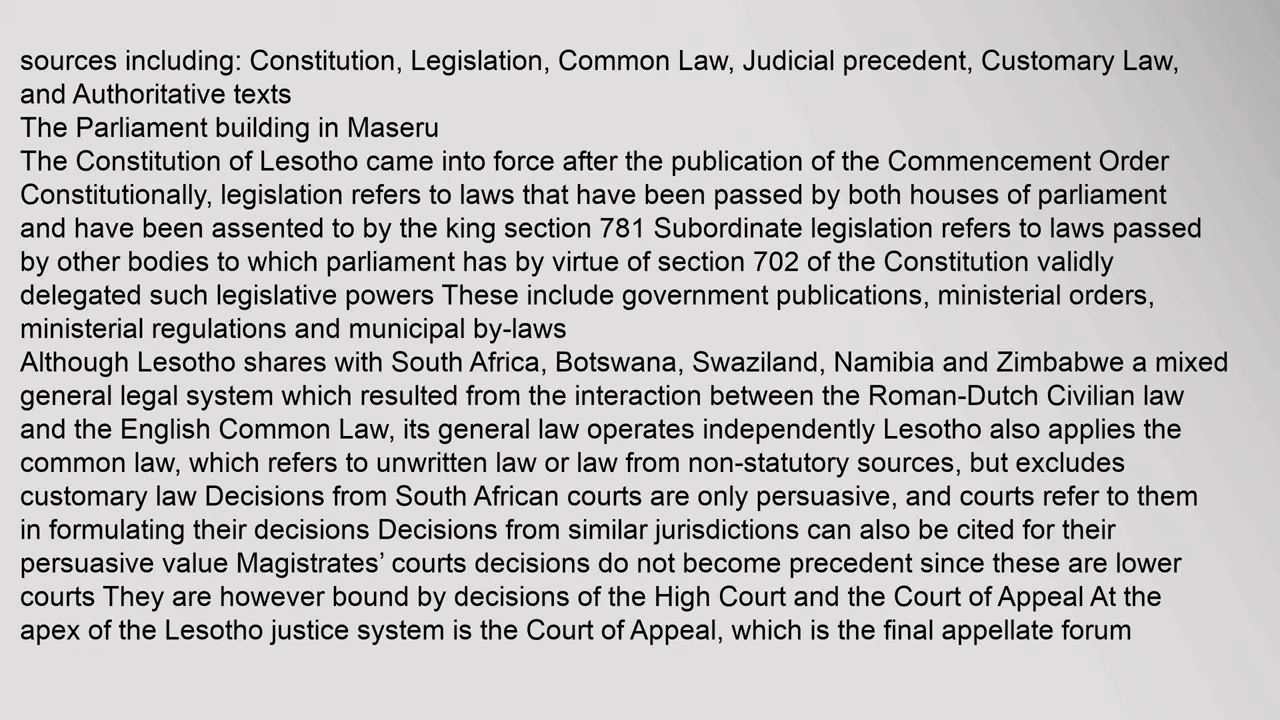 sources including: Constitution, Legislation, Common Law, Judicial precedent, Customary Law,
and Authoritative texts
The Parliament building in Maseru
The Constitution of Lesotho came into force after the publication of the Commencement Order
Constitutionally, legislation refers to laws that have been passed by both houses of parliament
and have been assented to by the king section 781 Subordinate legislation refers to laws passed
by other bodies to which parliament has by virtue of section 702 of the Constitution validly
delegated such legislative powers These include government publications, ministerial orders,
ministerial regulations and municipal by-laws
Although Lesotho shares with South Africa, Botswana, Swaziland, Namibia and Zimbabwe a mixed
general legal system which resulted from the interaction between the Roman-Dutch Civilian law
and the English Common Law, its general law operates independently Lesotho also applies the
common law, which refers to unwritten law or law from non-statutory sources, but excludes
customary law Decisions from South African courts are only persuasive, and courts refer to them
in formulating their decisions Decisions from similar jurisdictions can also be cited for their
persuasive value Magistrates’ courts decisions do not become precedent since these are lower
courts They are however bound by decisions of the High Court and the Court of Appeal At the
apex of the Lesotho justice system is the Court of Appeal, which is the final appellate forum